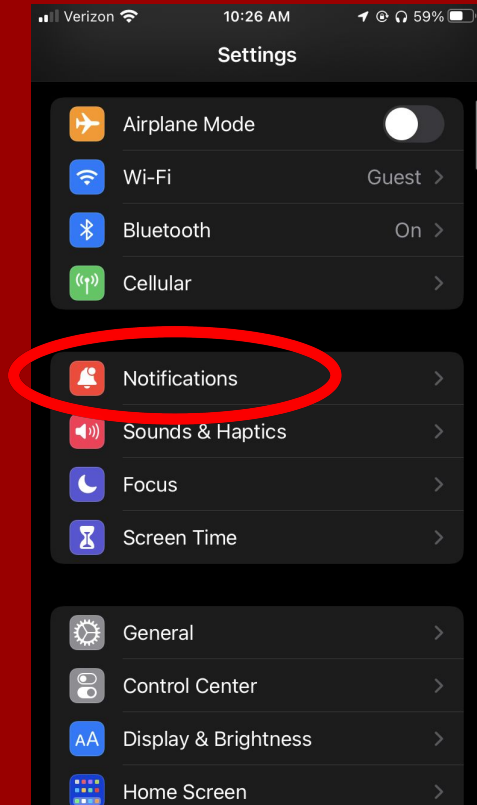 Verizon 10:26 AM 59%
Settings
Airplane Mode
Wi-Fi Guest
Bluetooth On
Cellular
Notifications
Sounds & Haptics
Focus
Screen Time
General
Control Center
AA Display & Brightness
Home Screen